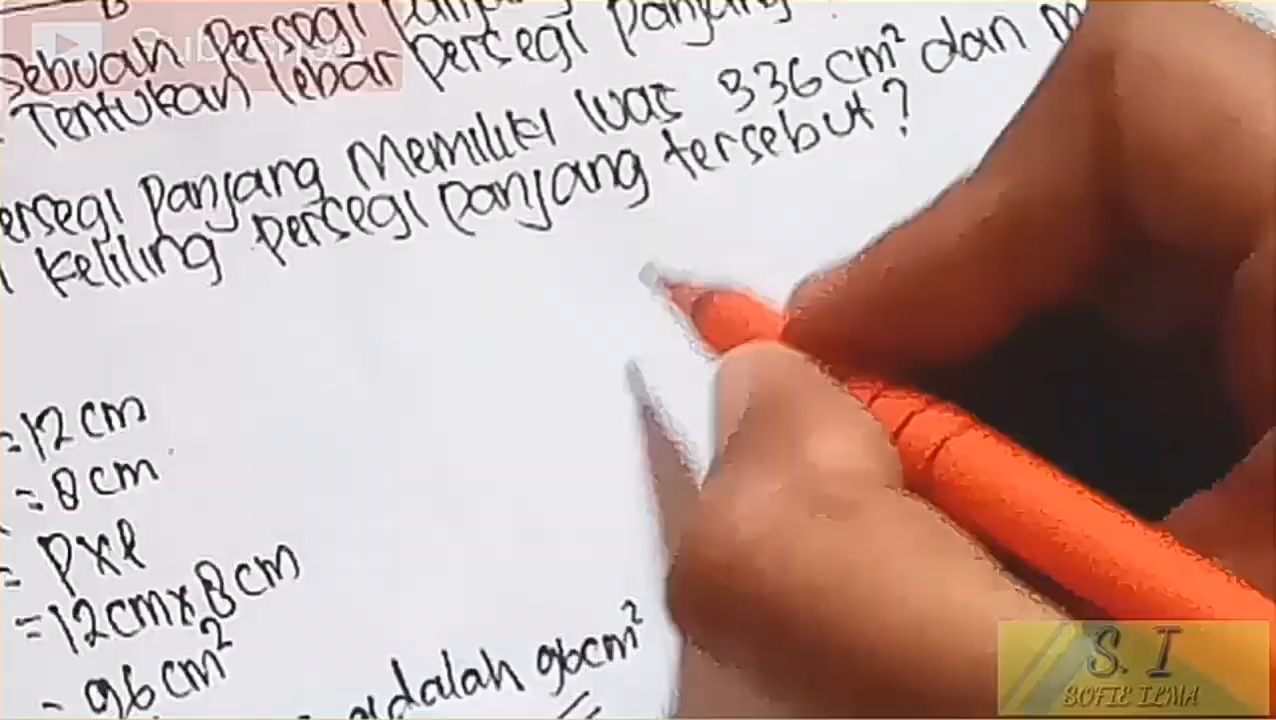 Sebuah Persegi Panjang
Tentukan lebar persegi panjang
ersegi panjang memiliki luas 336 cm² dan
keliling persegi panjang tersebut?
=12 cm
=8 cm
= P x l
=12 cm x 8 cm
= 96 cm²
adalah 96 cm²
S. I
SOFIE ILMA